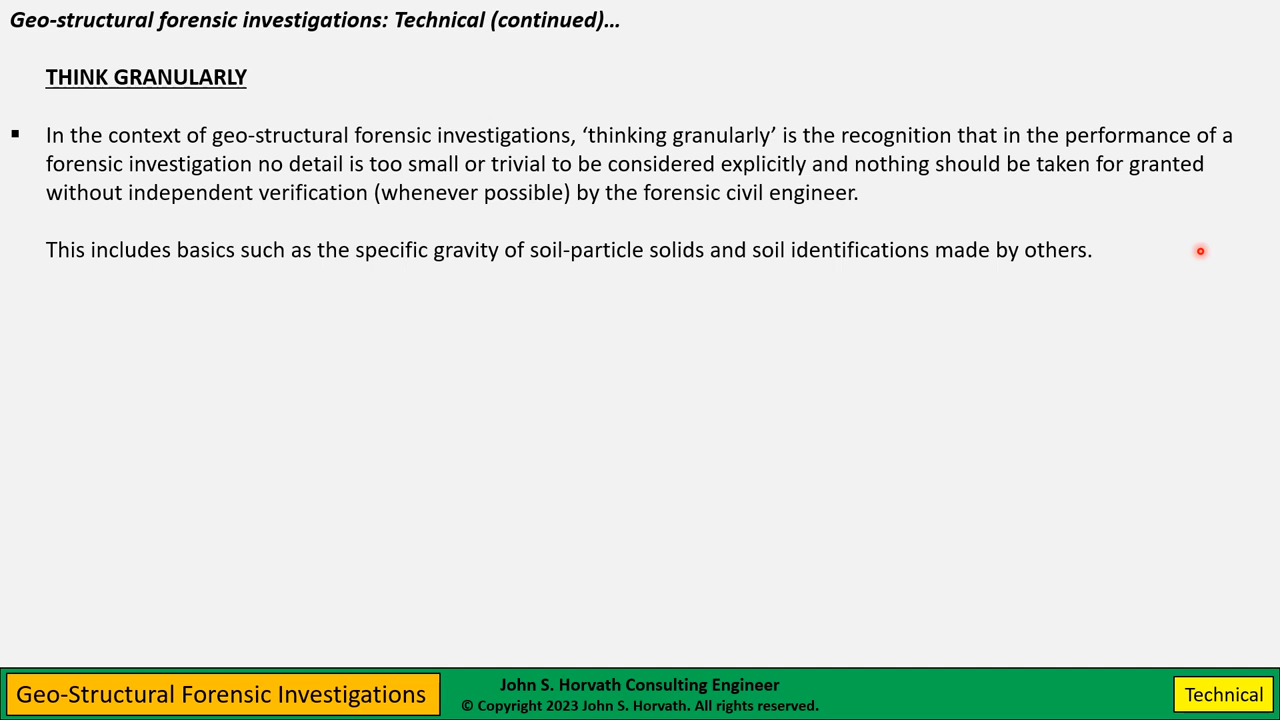 Geo-structural forensic investigations: Technical (continued)…
THINK GRANULARLY
▪ In the context of geo-structural forensic investigations, ‘thinking granularly’ is the recognition that in the performance of a
forensic investigation no detail is too small or trivial to be considered explicitly and nothing should be taken for granted
without independent verification (whenever possible) by the forensic civil engineer.
This includes basics such as the specific gravity of soil-particle solids and soil identifications made by others.
Geo-Structural Forensic Investigations
John S. Horvath Consulting Engineer
© Copyright 2023 John S. Horvath. All rights reserved.
Technical